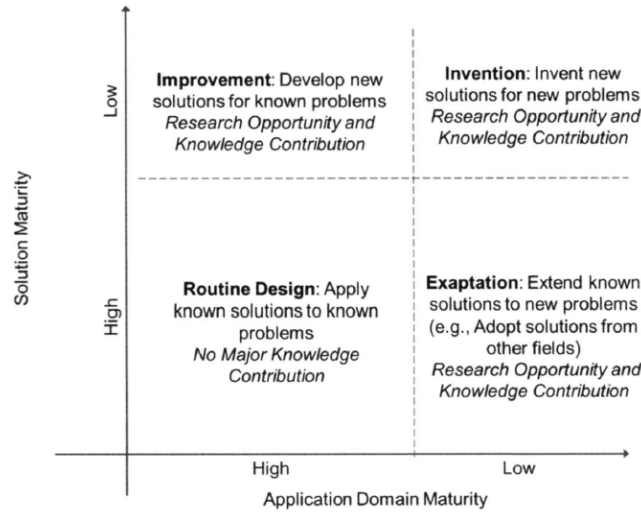 Improvement: Develop new
solutions for known problems
Research Opportunity and
Knowledge Contribution
Invention: Invent new
solutions for new problems
Research Opportunity and
Knowledge Contribution
Low
Solution Maturity
High
Routine Design: Apply
known solutions to known
problems
No Major Knowledge
Contribution
Exaptation: Extend known
solutions to new problems
(e.g., Adopt solutions from
other fields)
Research Opportunity and
Knowledge Contribution
High
Low
Application Domain Maturity